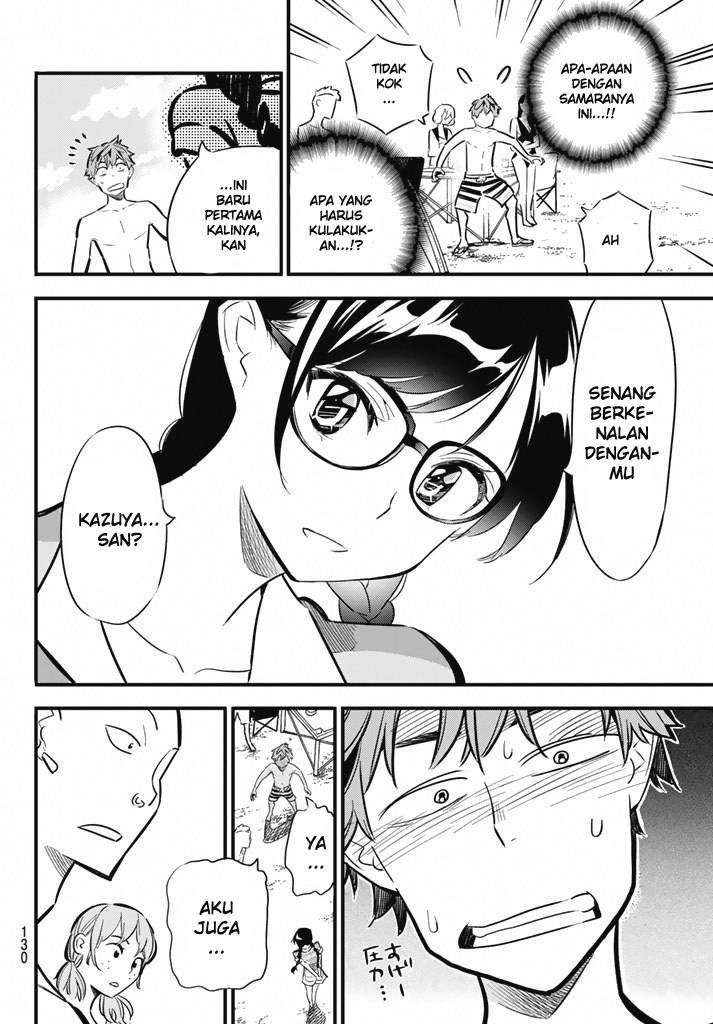 APA-APAAN
DENGAN
SAMARANYA
INI...!!
TIDAK
KOK
...
AH
APA YANG
HARUS
KULAKUK-
AN...!?
...INI
BARU
PERTAMA
KALINYA,
KAN
SENANG
BERKE-
NALAN
DENGAN-
MU
KAZUYA...
SAN?
すげー
圧力…
YA
...
AKU
JUGA
...
130